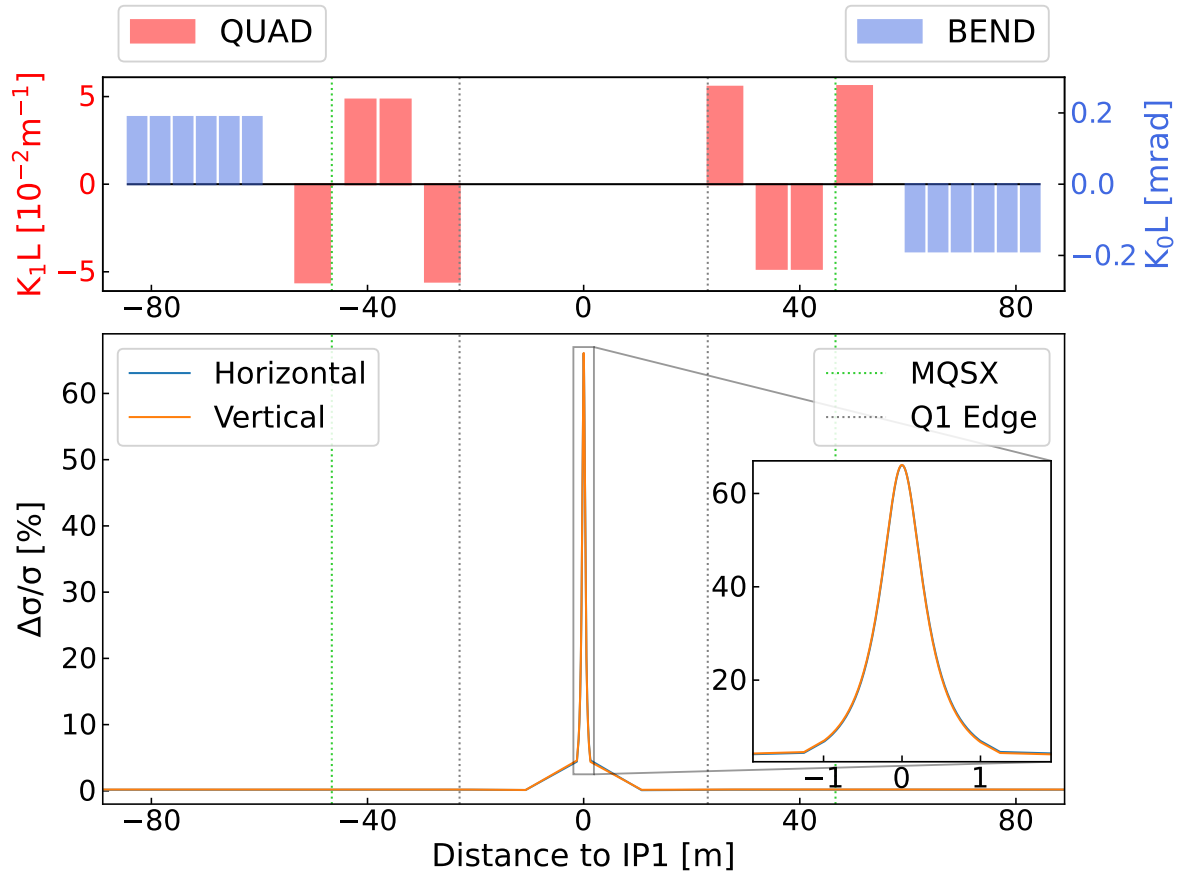 QUAD
BEND
K₁L [10⁻²m⁻¹]
5
0
−5
0.2
0.0
−0.2
K₀L [mrad]
−80 −40 0 40 80
Horizontal
Vertical
MQSX
Q1 Edge
Δσ/σ [%]
60
50
40
30
20
10
0
60
40
20
−1 0 1
−80 −40 0 40 80
Distance to IP1 [m]